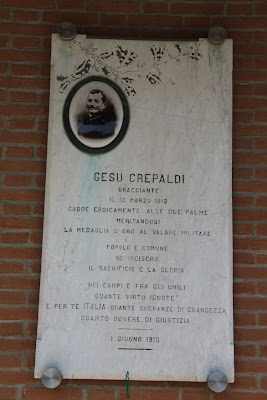 GESÙ CREPALDI
BRACCIANTE
IL 12 MARZO 1912
CADDE EROICAMENTE ALLE DUE PALME
MERITANDOSI
LA MEDAGLIA D'ORO AL VALORE MILITARE
POPOLO E COMUNE
NE INCISERO
IL SACRIFICIO E LA GLORIA
NEI CAMPI E FRA GLI UMILI
QUANTE VIRTÙ IGNOTE
E PER TE ITALIA QUANTE SPERANZE DI GRANDEZZA
QUANTO DOVERE DI GIUSTIZIA
1 GIUGNO 1913